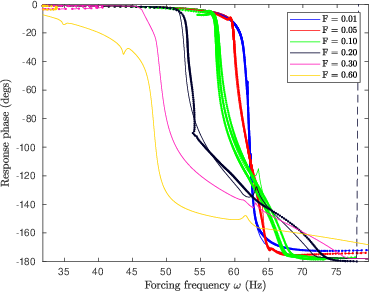 0
-20
-40
-60
-80
-100
-120
-140
-160
-180
Response phase (degs)
35 40 45 50 55 60 65 70 75
Forcing frequency ω (Hz)
F = 0.01
F = 0.05
F = 0.10
F = 0.20
F = 0.30
F = 0.60